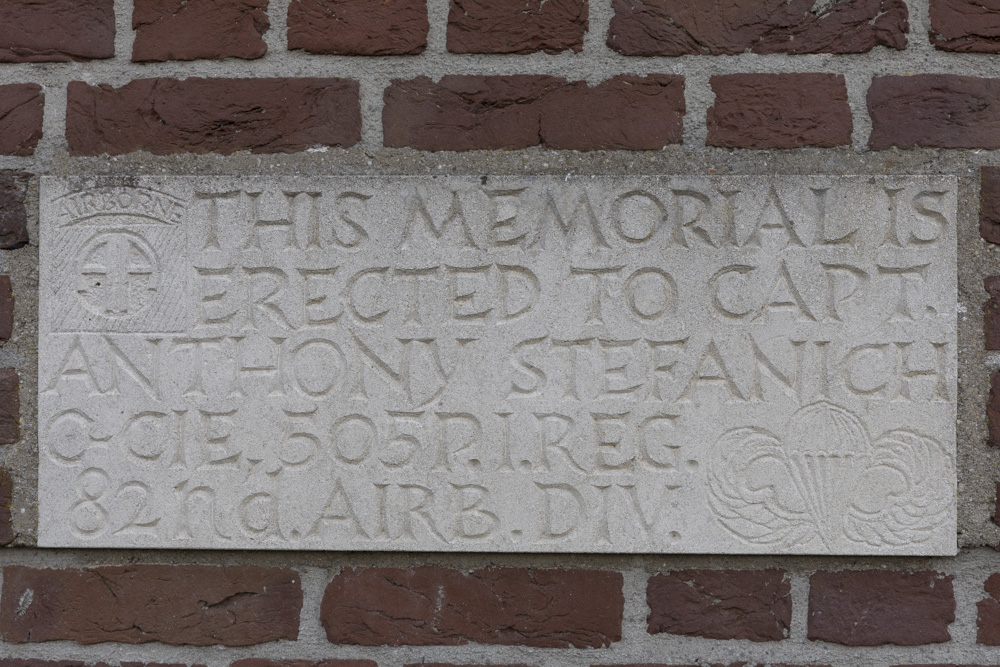 AIRBORNE
THIS MEMORIAL IS
ERECTED TO CAPT.
ANTHONY STEFANICH
C-CIE, 505 P.I. REG.
82nd. AIRB. DIV.